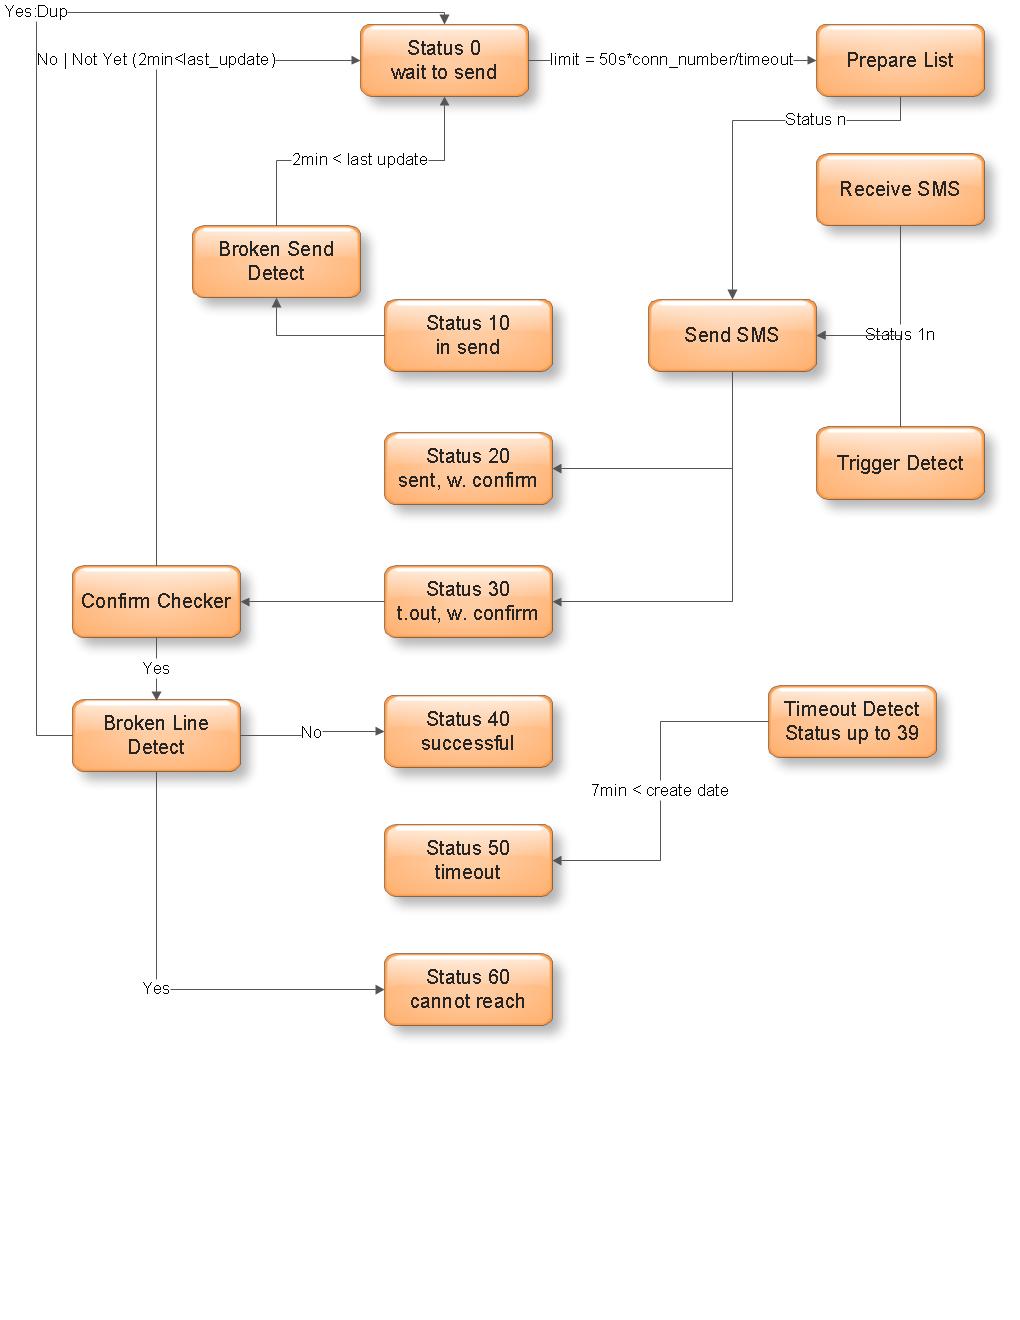 Yes:Dup
Status 0
wait to send
No | Not Yet (2min<last_update)
limit = 50s*conn_number/timeout
Prepare List
Status n
2min < last update
Receive SMS
Broken Send
Detect
Status 10
in send
Send SMS
Status 1n
Status 20
sent, w. confirm
Trigger Detect
Confirm Checker
Status 30
t.out, w. confirm
Yes
Broken Line
Detect
No
Status 40
successful
Timeout Detect
Status up to 39
7min < create date
Status 50
timeout
Yes
Status 60
cannot reach